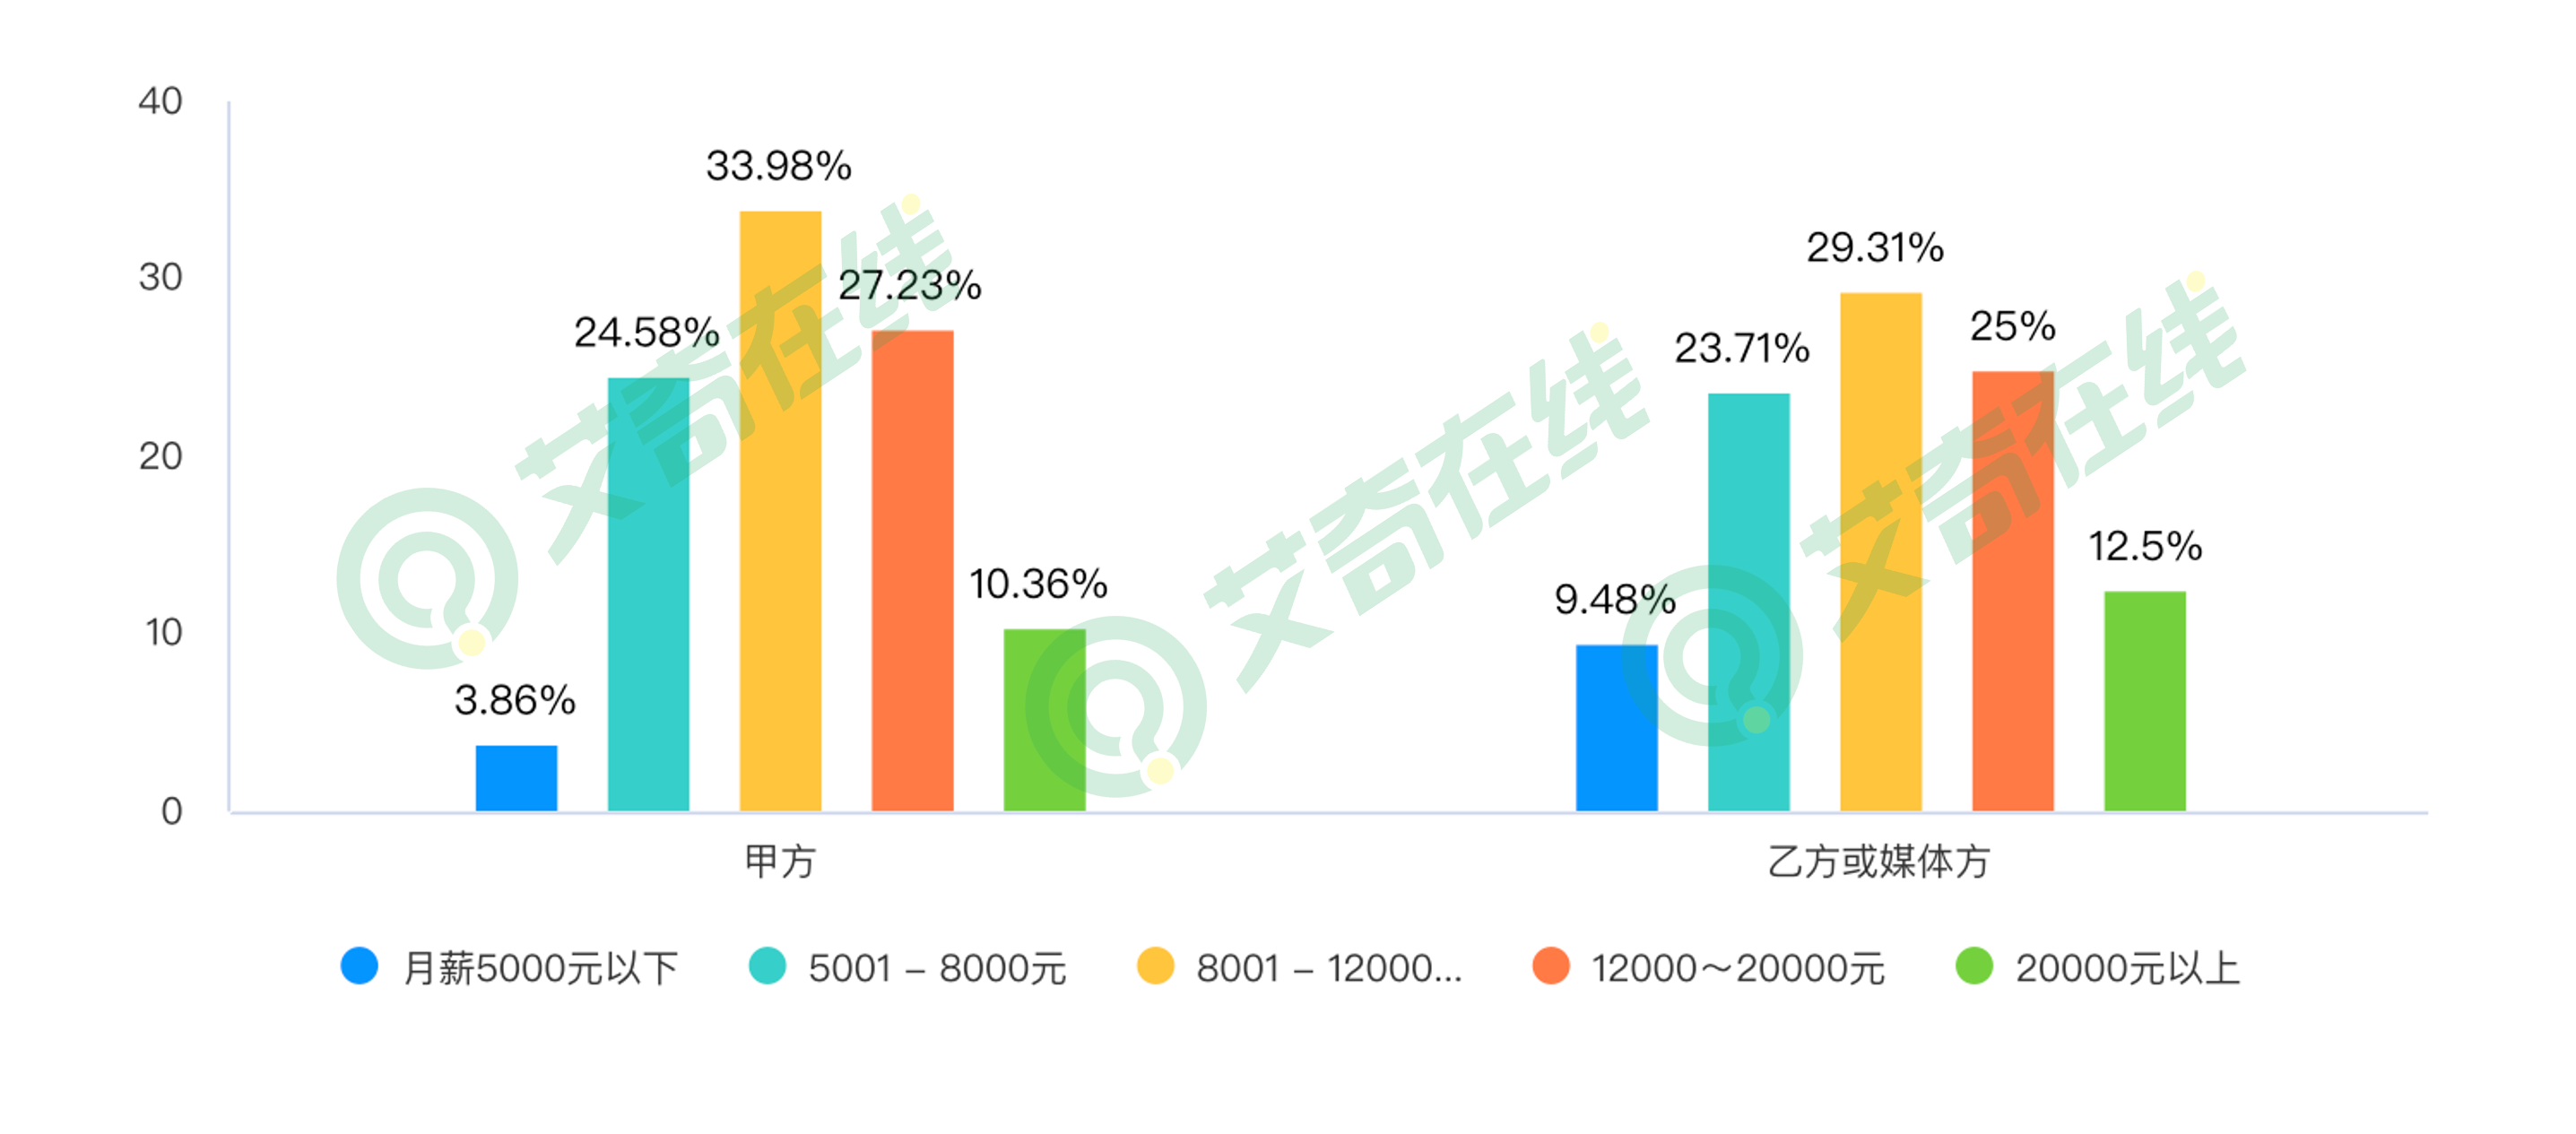 40
33.98%
29.31%
30
27.23%
25%
24.58%
23.71%
20
12.5%
10.36%
9.48%
10
3.86%
0
甲方
乙方或媒体方
月薪5000元以下
5001 – 8000元
8001 – 12000...
12000～20000元
20000元以上
艾奇在线
艾奇在线
艾奇在线